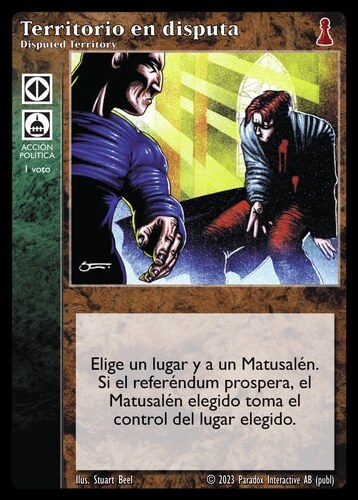 Territorio en disputa
Disputed Territory
ACCIÓN
POLÍTICA
1 voto
Elige un lugar y a un Matusalén.
Si el referéndum prospera, el
Matusalén elegido toma el
control del lugar elegido.
Ilus. Stuart Beel
© 2023 Paradox Interactive AB (publ)